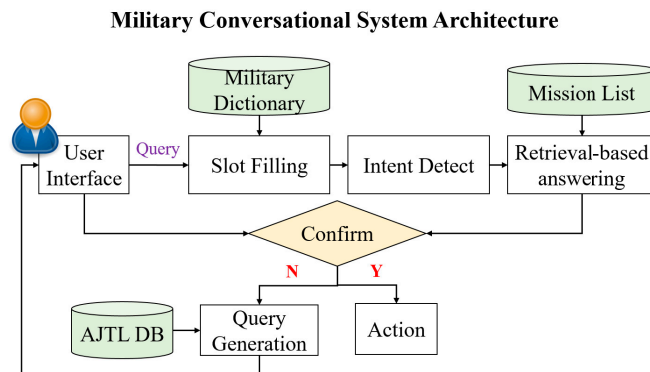 Military Conversational System Architecture
Military
Dictionary
Mission List
User
Interface
Query
Slot Filling
Intent Detect
Retrieval-based
answering
Confirm
N
Y
AJTL DB
Query
Generation
Action